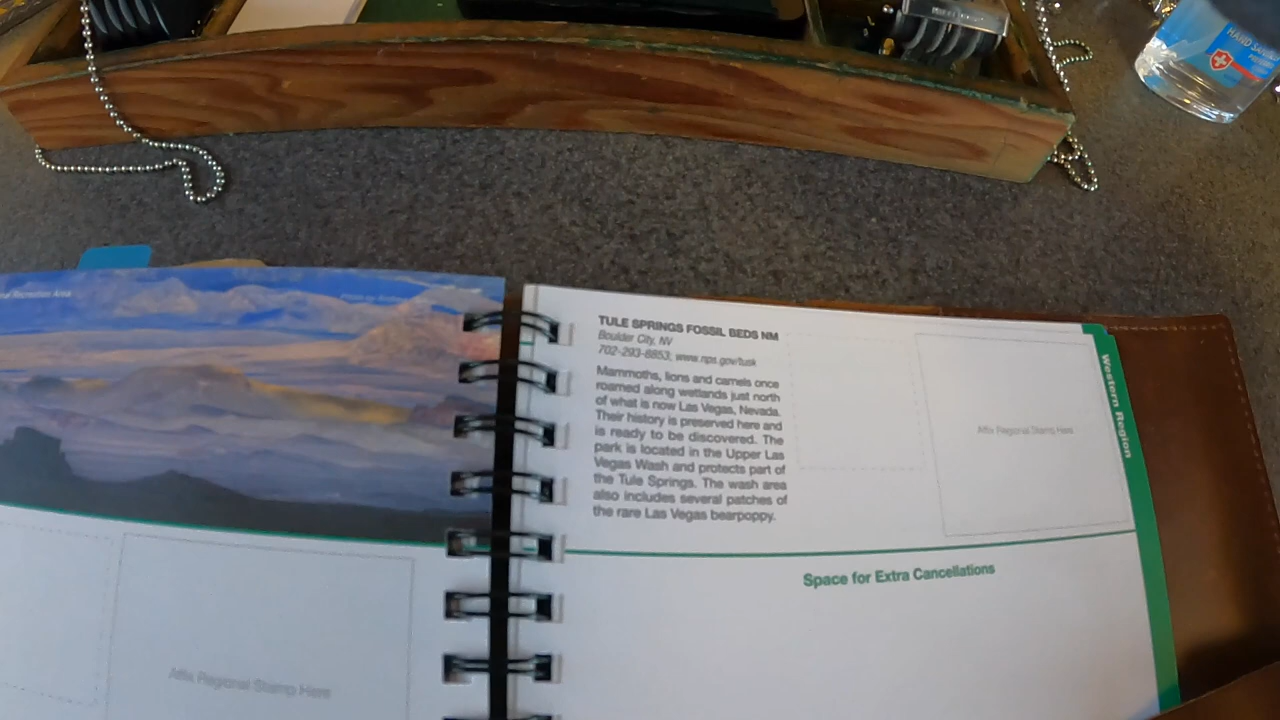 HAND SANI
Recreation Area
TULE SPRINGS FOSSIL BEDS NM
Boulder City, NV
702-293-8853; www.nps.gov/tusk
Mammoths, lions and camels once
roamed along wetlands just north
of what is now Las Vegas, Nevada.
Their history is preserved here and
is ready to be discovered. The
park is located in the Upper Las
Vegas Wash and protects part of
the Tule Springs. The wash area
also includes several patches of
the rare Las Vegas bearpoppy.
Affix Regional Stamp Here
Western Region
Space for Extra Cancellations
Affix Regional Stamp Here